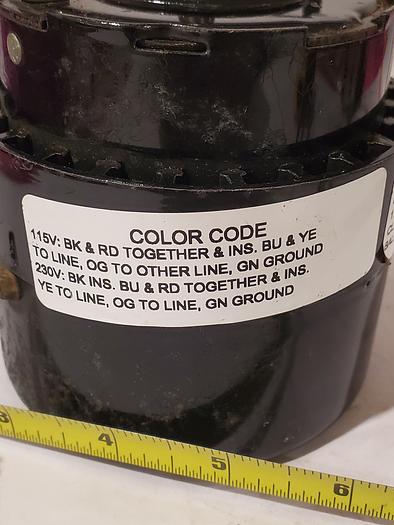 COLOR CODE
115V: BK & RD TOGETHER & INS. BU & YE
TO LINE, OG TO OTHER LINE, GN GROUND
230V: BK INS. BU & RD TOGETHER & INS.
YE TO LINE, OG TO LINE, GN GROUND
3 4 5 6